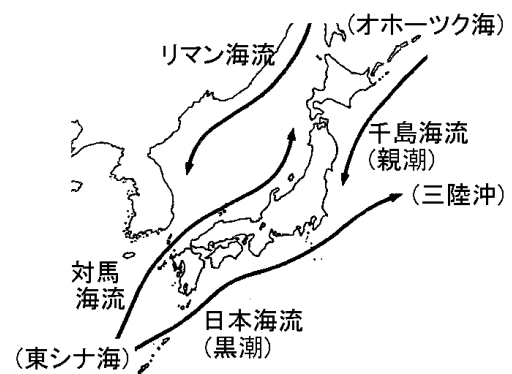 (オホーツク海)
リマン海流
千島海流
(親潮)
(三陸沖)
対馬
海流
日本海流
(黒潮)
(東シナ海)